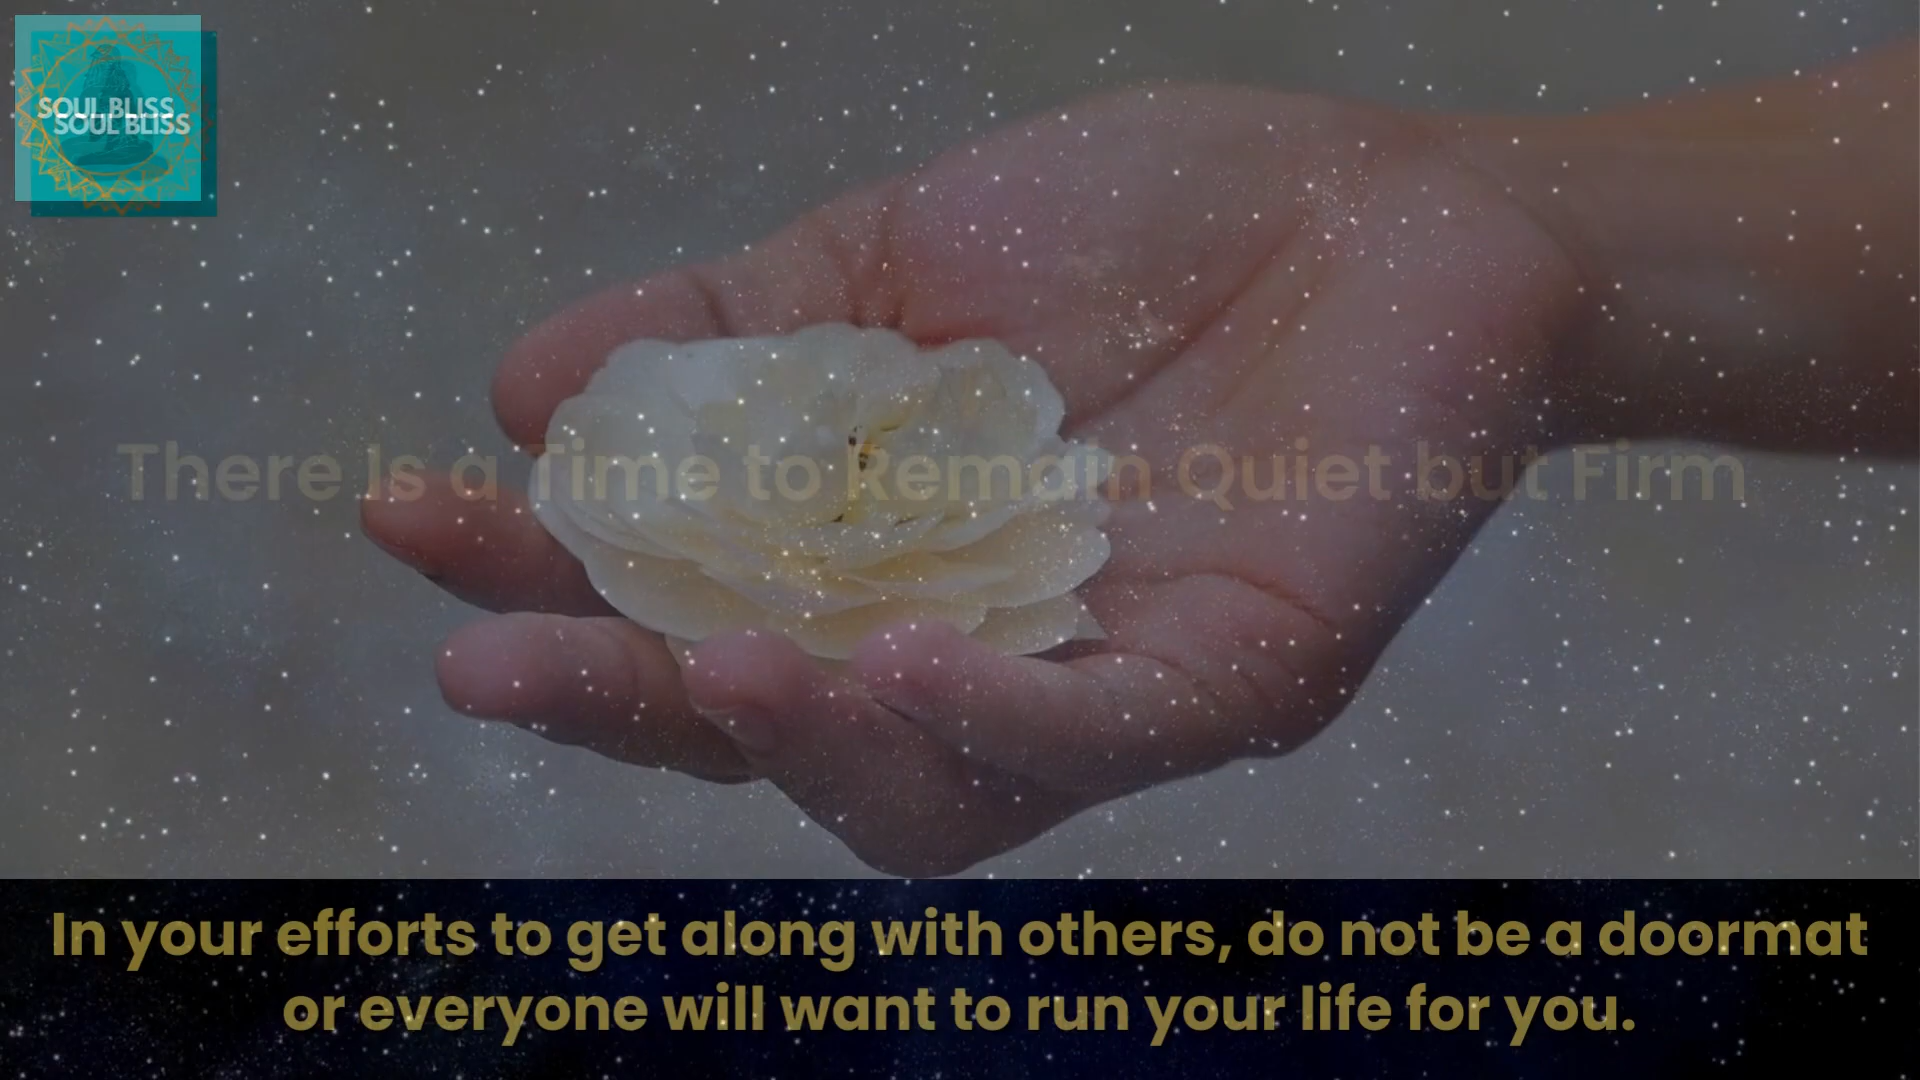 SOUL BLISS
SOUL BLISS
There Is a Time to Remain Quiet but Firm
In your efforts to get along with others, do not be a doormat
or everyone will want to run your life for you.